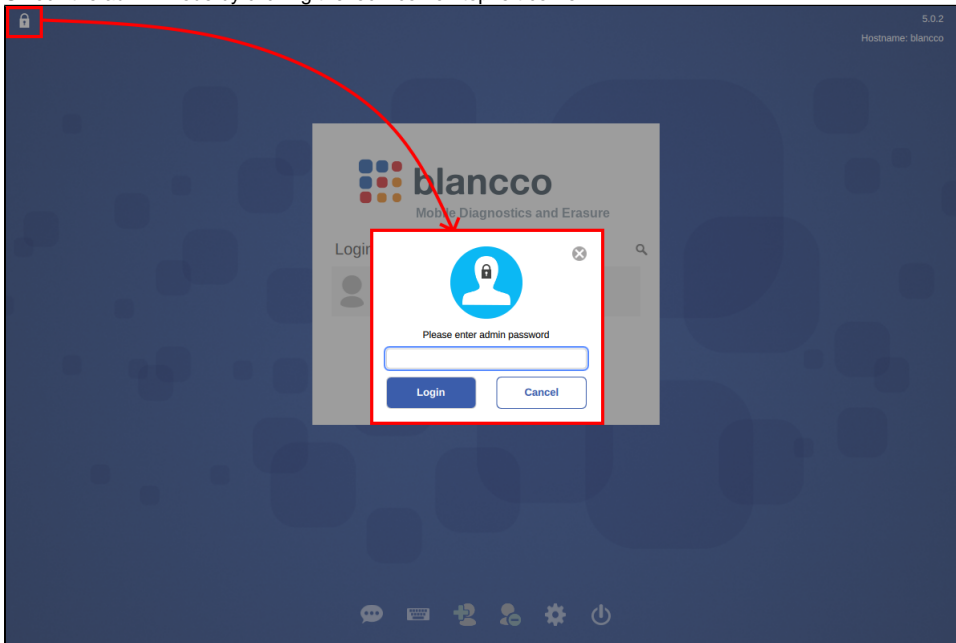 5.0.2
Hostname: blancco
blancco
Mobile Diagnostics and Erasure
Login
Please enter admin password
Login
Cancel